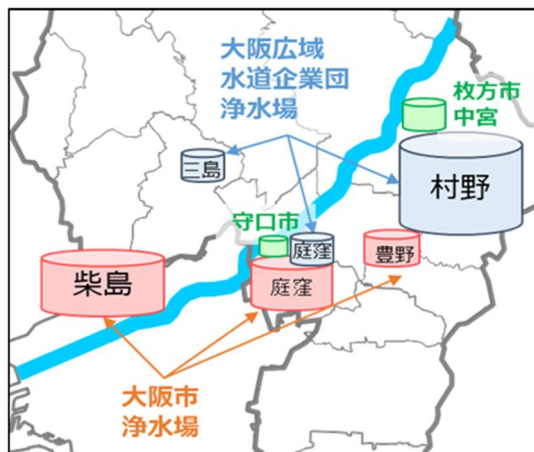 大阪広域
水道企業団
浄水場
枚方市
中宮
三島
村野
守口市
庭窪
豊野
柴島
庭窪
大阪市
浄水場